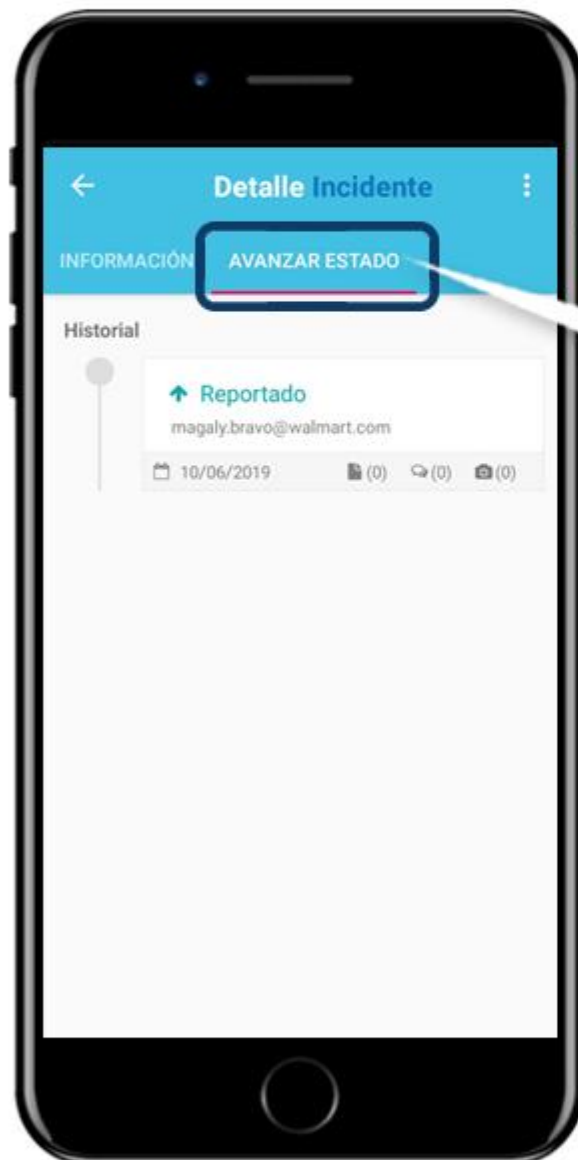 Detalle Incidente
INFORMACIÓN AVANZAR ESTADO
Historial
Reportado
magaly.bravo@walmart.com
10/06/2019 (0) (0) (0)